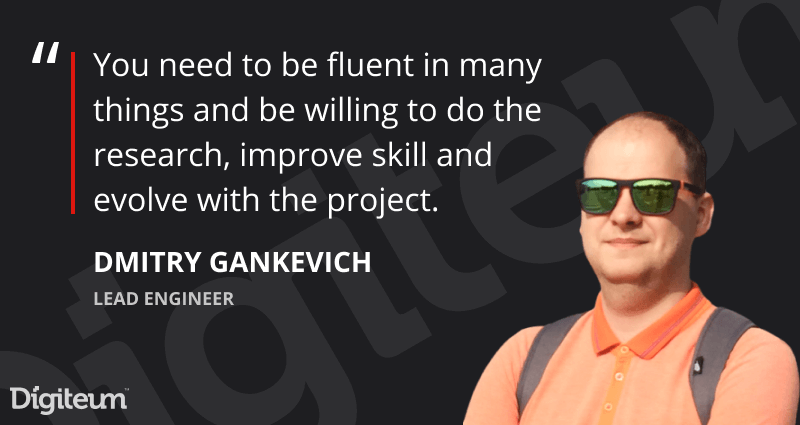 “
You need to be fluent in many
things and be willing to do the
research, improve skill and
evolve with the project.
DMITRY GANKEVICH
LEAD ENGINEER
Digiteum™
Digiteum